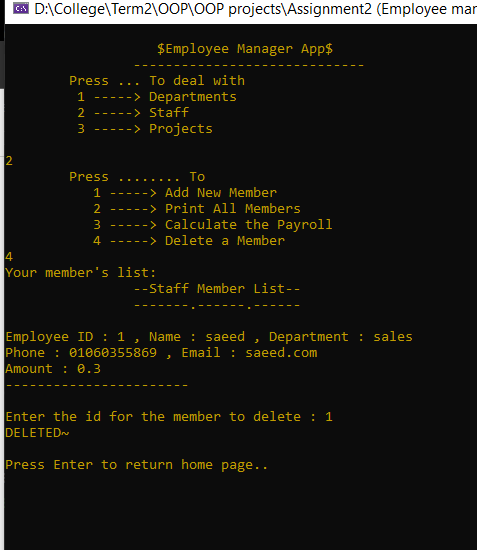 D:\College\Term2\OOP\OOP projects\Assignment2 (Employee mar
$Employee Manager App$
-----------------------------
Press ... To deal with
1 -----> Departments
2 -----> Staff
3 -----> Projects
2
Press ........ To
1 -----> Add New Member
2 -----> Print All Members
3 -----> Calculate the Payroll
4 -----> Delete a Member
4
Your member's list:
--Staff Member List--
-------.------.------
Employee ID : 1 , Name : saeed , Department : sales
Phone : 01060355869 , Email : saeed.com
Amount : 0.3
-----------------------
Enter the id for the member to delete : 1
DELETED~
Press Enter to return home page..